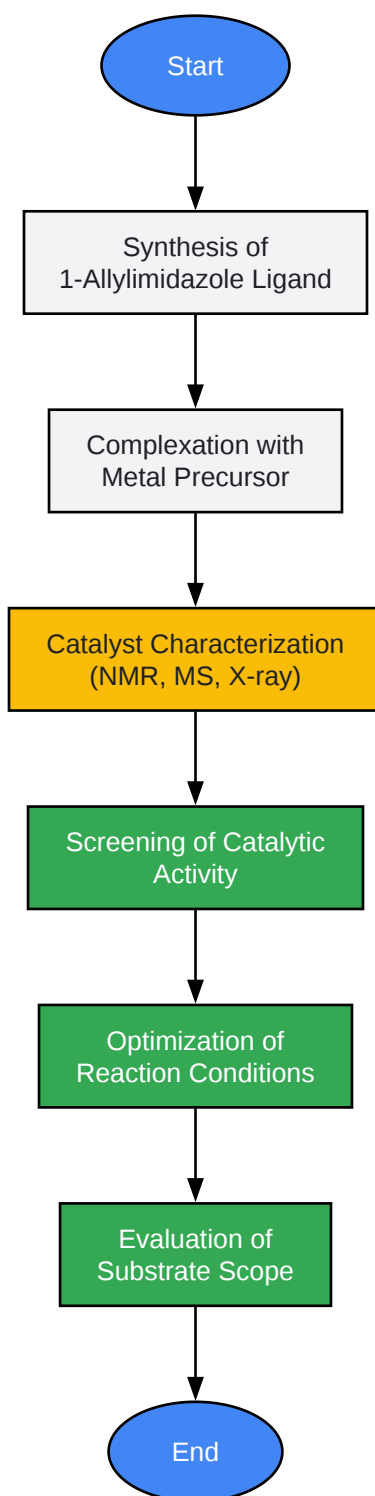 Start
Synthesis of
1-Allylimidazole Ligand
Complexation with
Metal Precursor
Catalyst Characterization
(NMR, MS, X-ray)
Screening of Catalytic
Activity
Optimization of
Reaction Conditions
Evaluation of
Substrate Scope
End